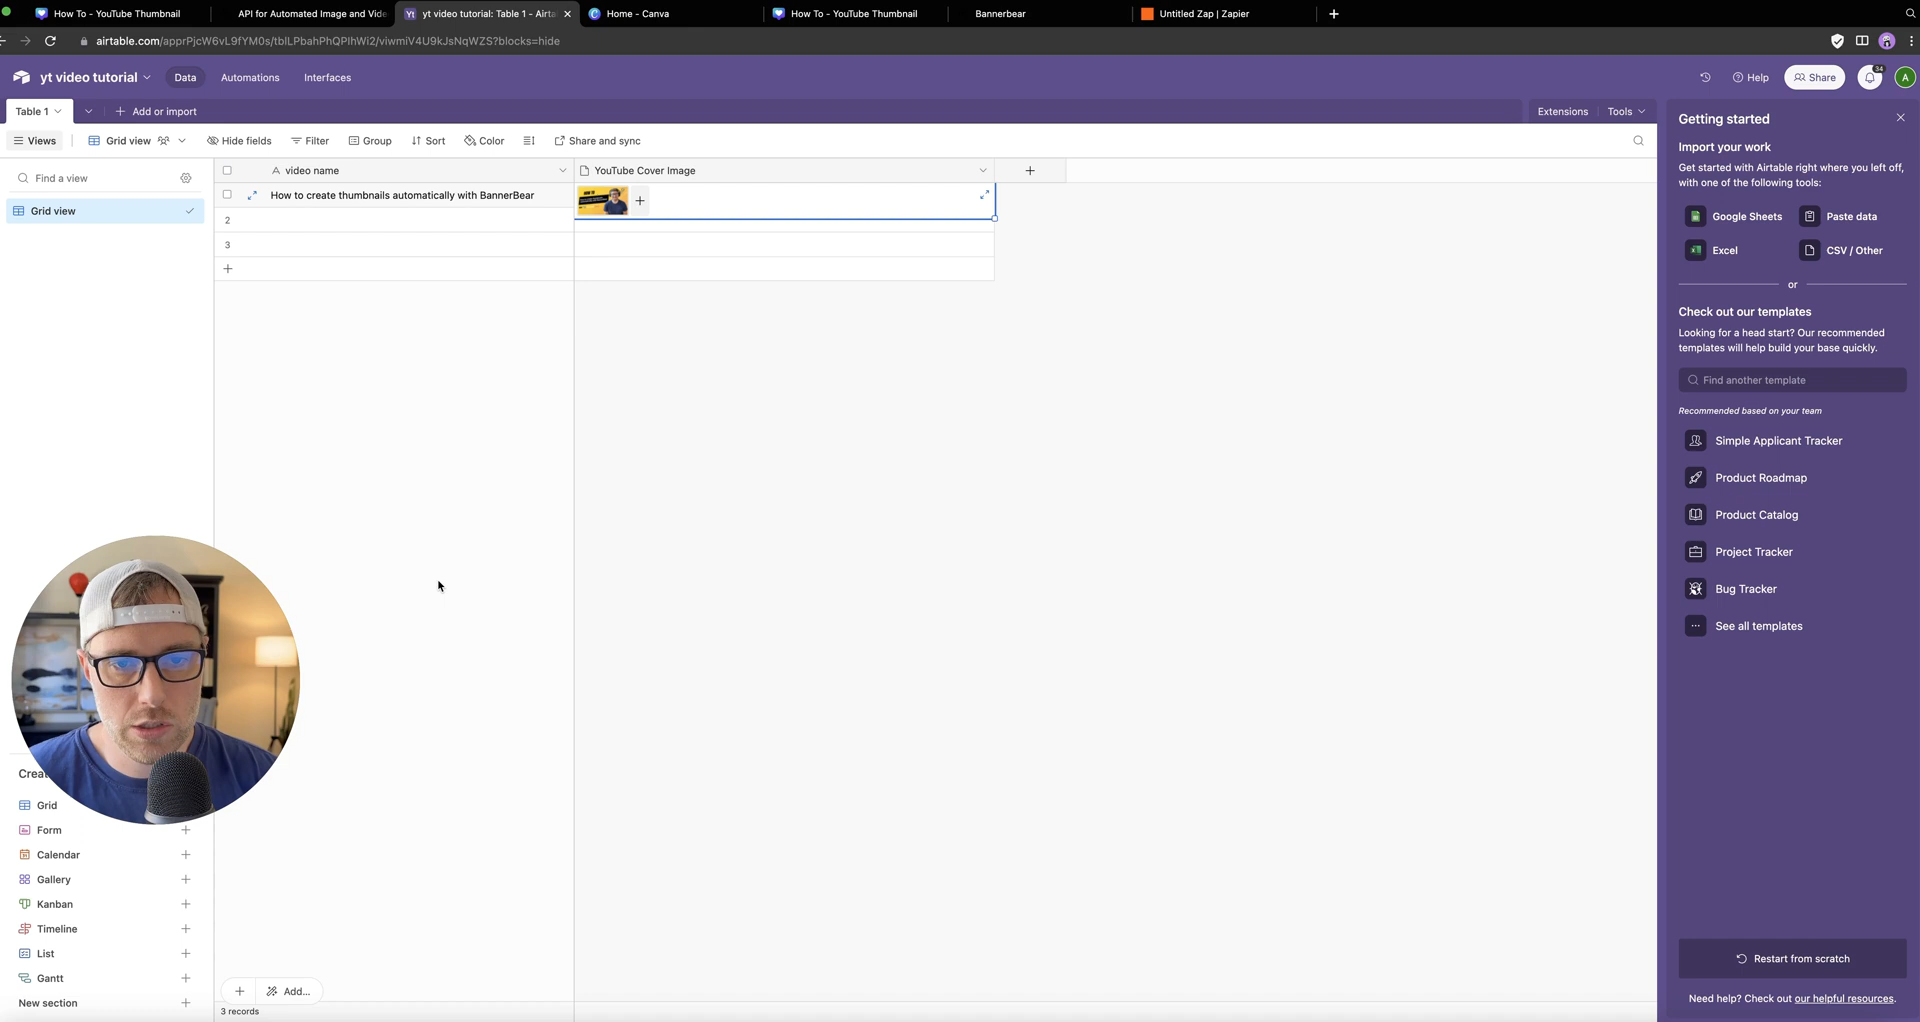 How To - YouTube Thumbnail
API for Automated Image and Vide
Yt
yt video tutorial: Table 1 - Airta
Home - Canva
How To - YouTube Thumbnail
Bannerbear
Untitled Zap | Zapier
airtable.com/apprPjcW6vL9fYM0s/tblLPbahPhQPIhWi2/viwmiV4U9kJsNqWZS?blocks=hide
yt video tutorial
Data
Automations
Interfaces
Help
Share
34
A
Table 1
Add or import
Extensions
Tools
Views
Grid view
Hide fields
Filter
Group
Sort
Color
Share and sync
Find a view
Grid view
video name
YouTube Cover Image
How to create thumbnails automatically with BannerBear
HOW TO
2
3
Creat
Grid
Form
Calendar
Gallery
Kanban
Timeline
List
Gantt
New section
Add...
3 records
Getting started
Import your work
Get started with Airtable right where you left off,
with one of the following tools:
Google Sheets
Paste data
Excel
CSV / Other
or
Check out our templates
Looking for a head start? Our recommended
templates will help build your base quickly.
Find another template
Recommended based on your team
Simple Applicant Tracker
Product Roadmap
Product Catalog
Project Tracker
Bug Tracker
See all templates
Restart from scratch
Need help? Check out our helpful resources.